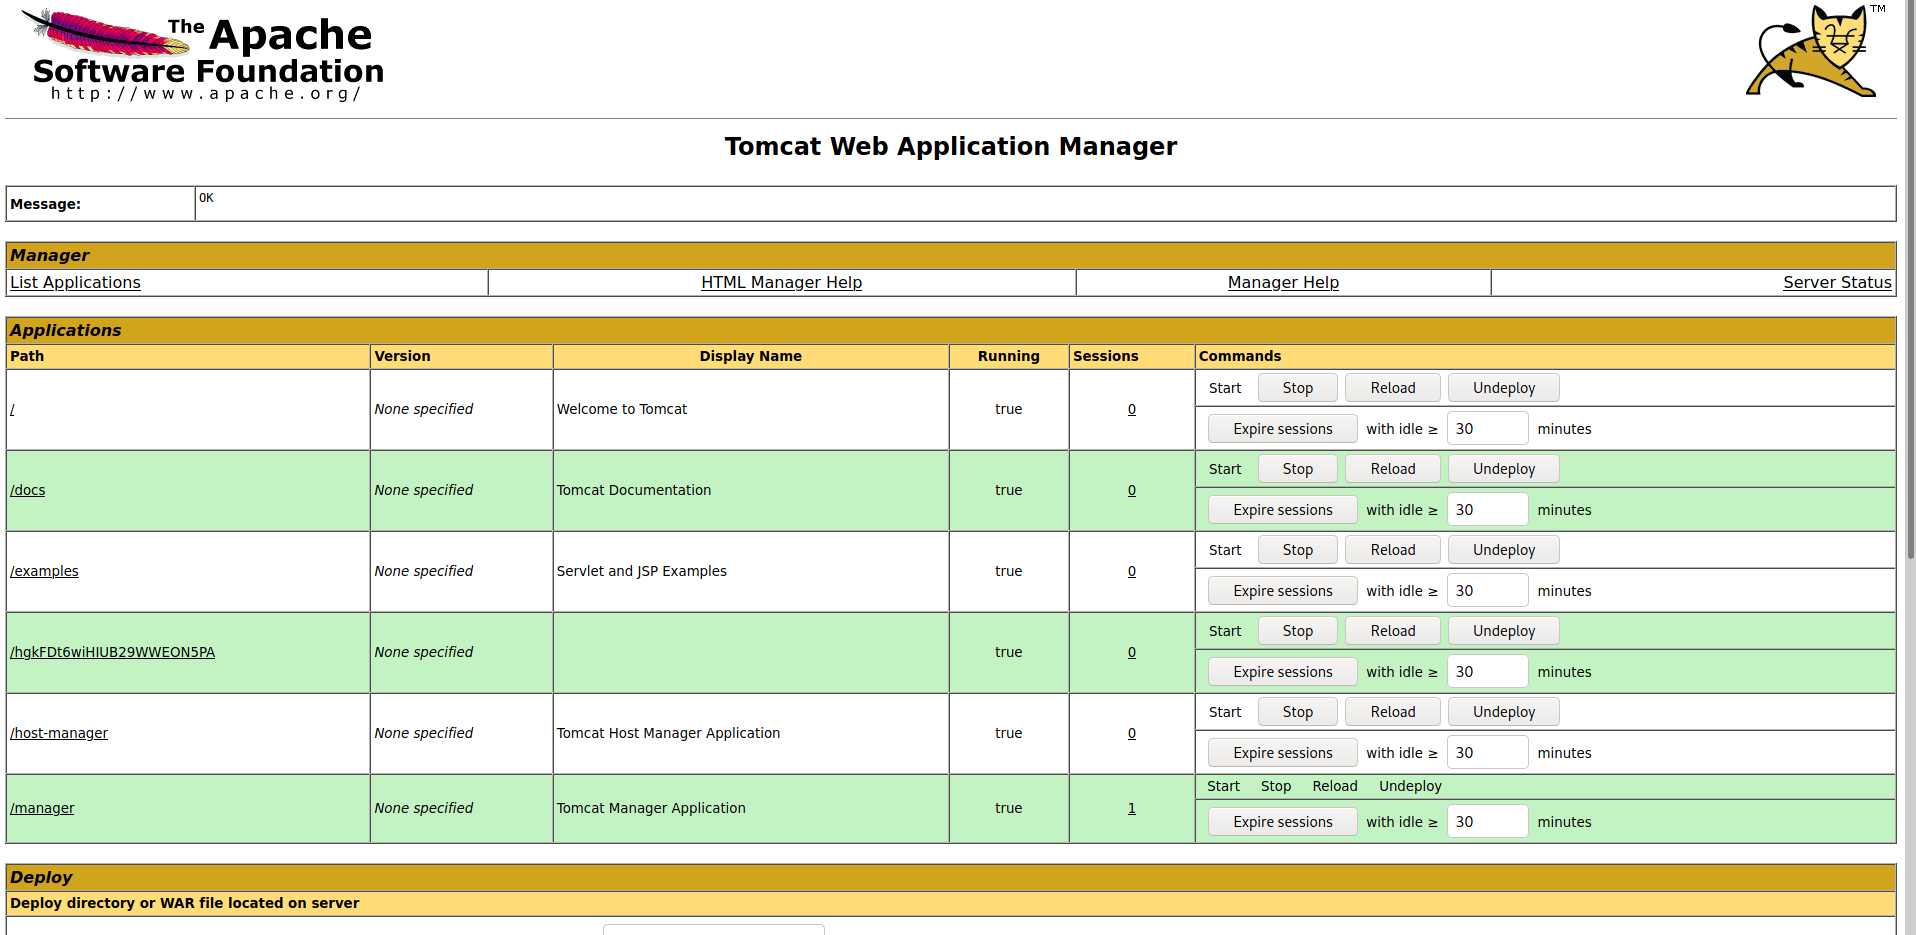 The Apache
Software Foundation
http://www.apache.org/
TM
Tomcat Web Application Manager
Message: OK
Manager
List Applications HTML Manager Help Manager Help Server Status
Applications
Path Version Display Name Running Sessions Commands
/ None specified Welcome to Tomcat true 0 Start Stop Reload Undeploy
Expire sessions with idle ≥ 30 minutes
/docs None specified Tomcat Documentation true 0 Start Stop Reload Undeploy
Expire sessions with idle ≥ 30 minutes
/examples None specified Servlet and JSP Examples true 0 Start Stop Reload Undeploy
Expire sessions with idle ≥ 30 minutes
/hgkFDt6wiHIUB29WWEON5PA None specified true 0 Start Stop Reload Undeploy
Expire sessions with idle ≥ 30 minutes
/host-manager None specified Tomcat Host Manager Application true 0 Start Stop Reload Undeploy
Expire sessions with idle ≥ 30 minutes
/manager None specified Tomcat Manager Application true 1 Start Stop Reload Undeploy
Expire sessions with idle ≥ 30 minutes
Deploy
Deploy directory or WAR file located on server